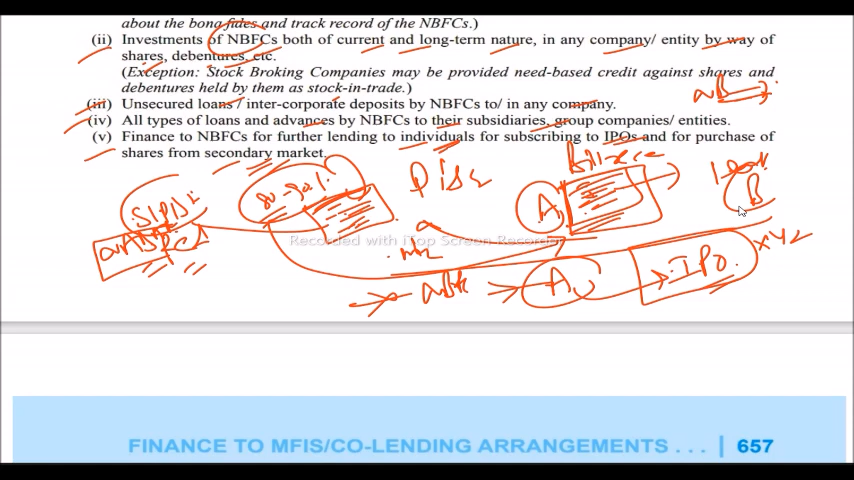 about the bona fides and track record of the NBFCs.)
(ii) Investments of NBFCs both of current and long-term nature, in any company/ entity by way of
shares, debentures, etc.
(Exception: Stock Broking Companies may be provided need-based credit against shares and
debentures held by them as stock-in-trade.)
(iii) Unsecured loans / inter-corporate deposits by NBFCs to/ in any company.
(iv) All types of loans and advances by NBFCs to their subsidiaries, group companies/ entities.
(v) Finance to NBFCs for further lending to individuals for subscribing to IPOs and for purchase of
shares from secondary market.
A
B
Recorded with iTop Screen Recorder
XYZ
A
IPO.
FINANCE TO MFIS/CO-LENDING ARRANGEMENTS . . . | 657